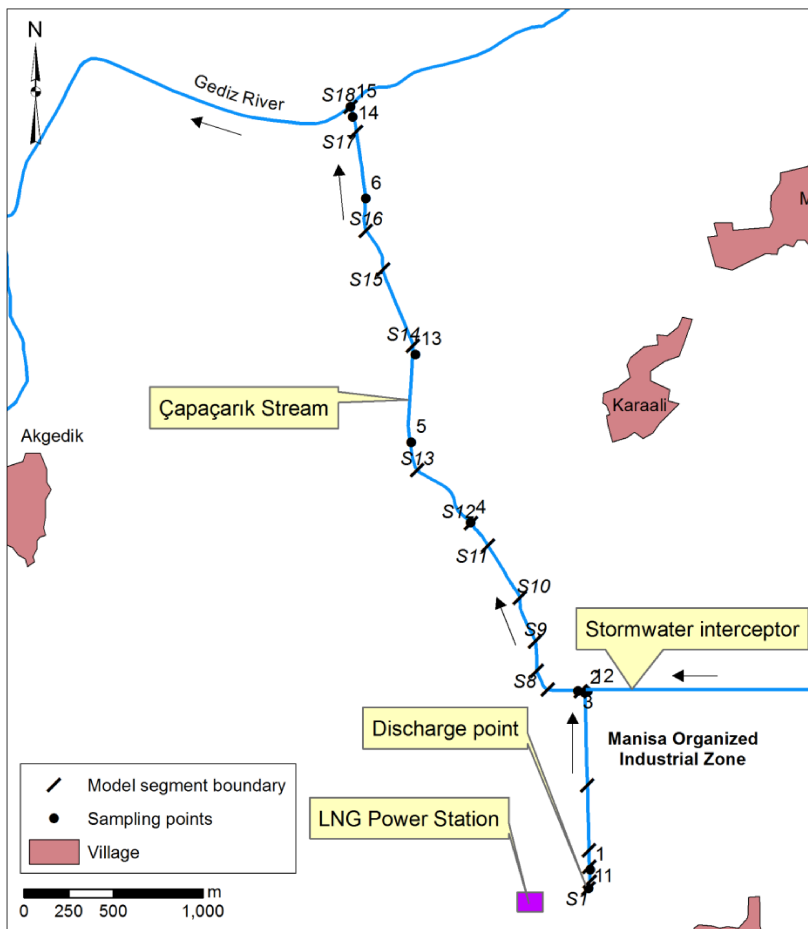 N
Gediz River
S18
15
14
S17
6
S16
S15
M
S14
13
Çapaçarık Stream
Karaali
Akgedik
5
S13
S12
4
S11
S10
Stormwater interceptor
S9
S8
2
12
3
Discharge point
Manisa Organized
Industrial Zone
LNG Power Station
1
11
S1
Model segment boundary
Sampling points
Village
m
0 250 500 1,000